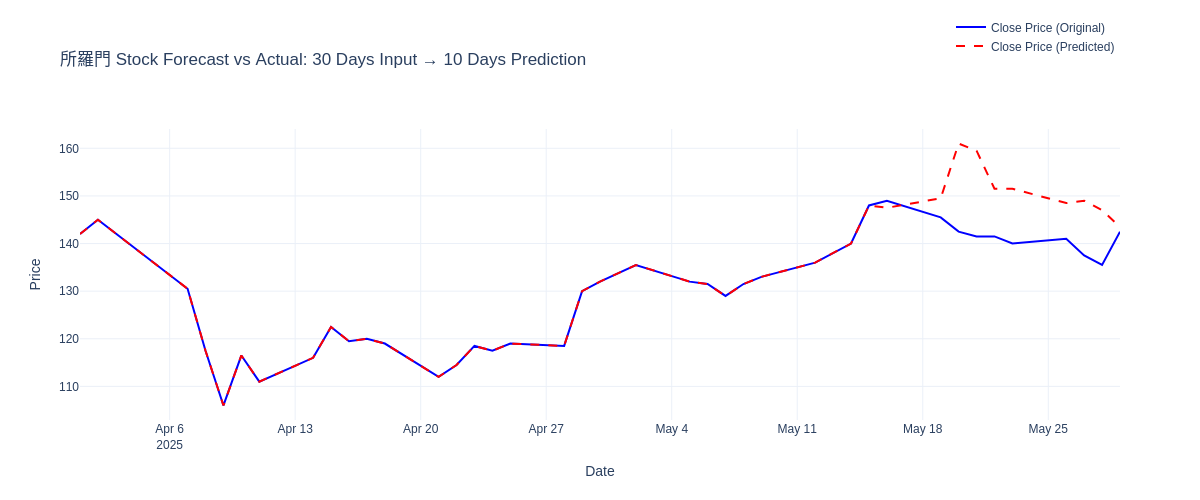 所羅門 Stock Forecast vs Actual: 30 Days Input → 10 Days Prediction
Close Price (Original)
Close Price (Predicted)
Price
160
150
140
130
120
110
Apr 6
2025
Apr 13
Apr 20
Apr 27
May 4
May 11
May 18
May 25
Date